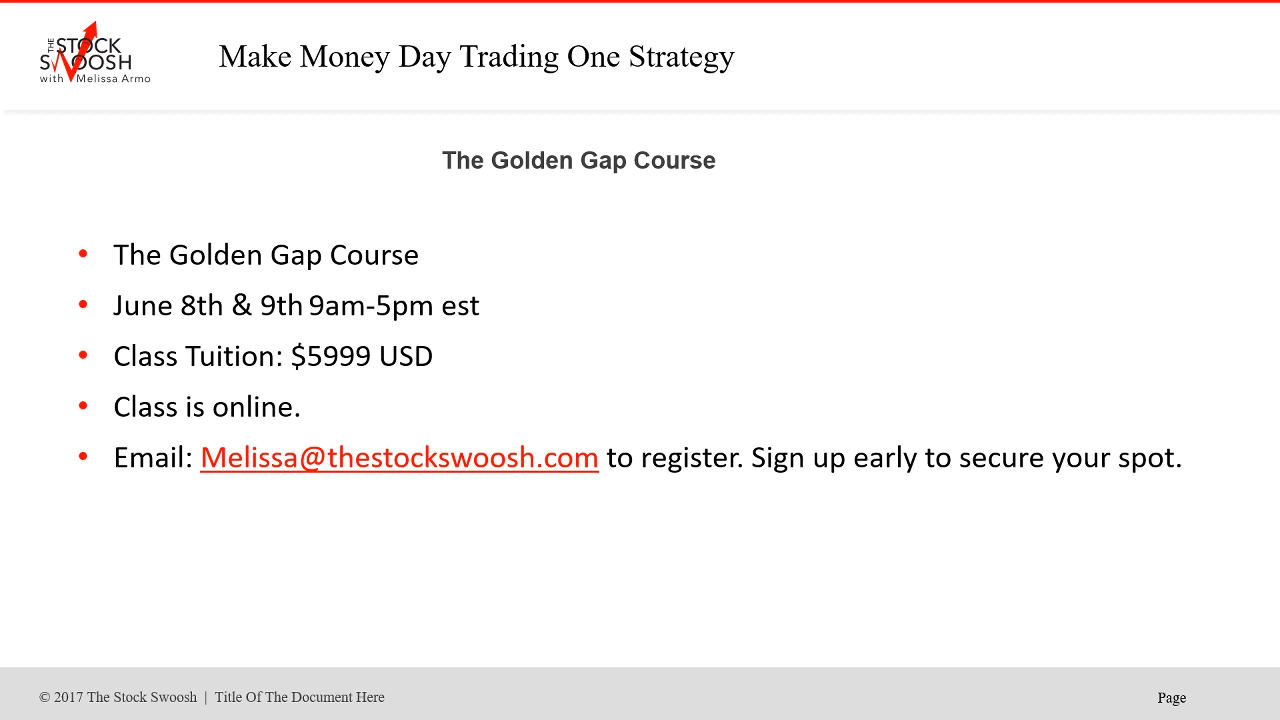 THE STOCK
SWOOSH
with Melissa Armo
Make Money Day Trading One Strategy
The Golden Gap Course
• The Golden Gap Course
• June 8th & 9th 9am-5pm est
• Class Tuition: $5999 USD
• Class is online.
• Email: Melissa@thestockswoosh.com to register. Sign up early to secure your spot.
© 2017 The Stock Swoosh | Title Of The Document Here
Page